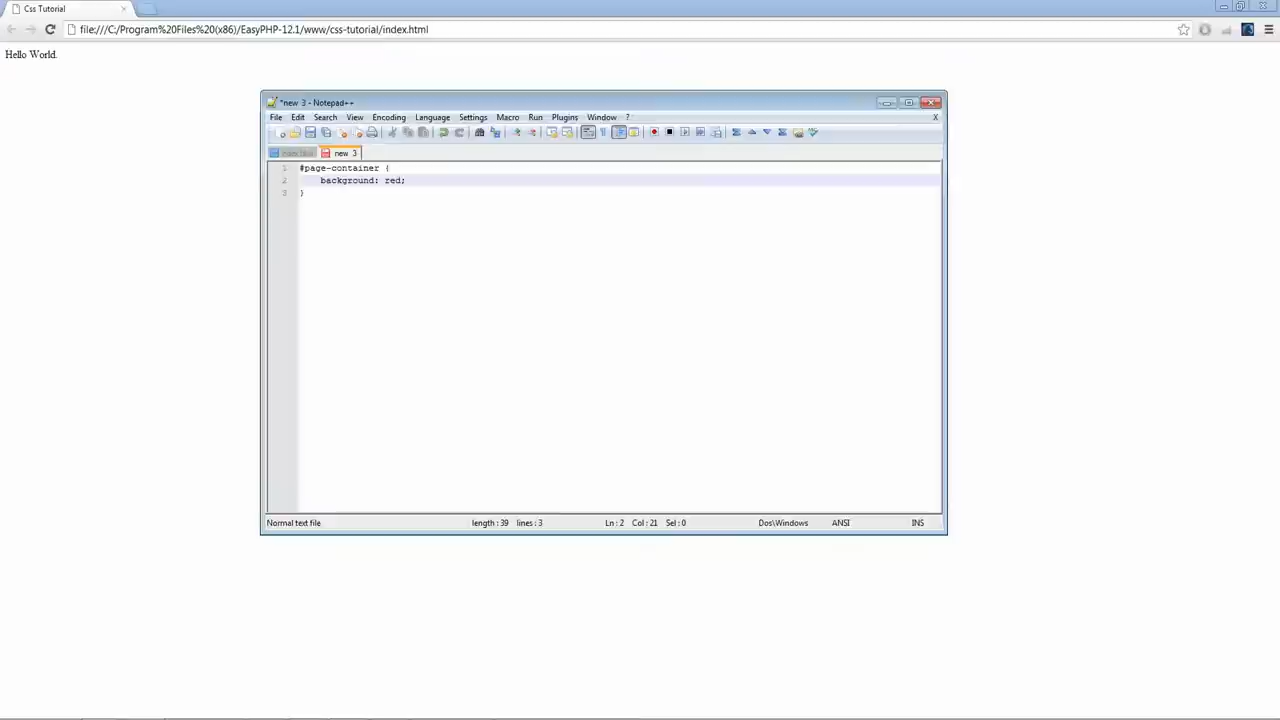 Css Tutorial
file:///C:/Program%20Files%20(x86)/EasyPHP-12.1/www/css-tutorial/index.html
Hello World.
*new 3 - Notepad++
File Edit Search View Encoding Language Settings Macro Run Plugins Window ? X
index.html new 3
1 #page-container {
2 background: red;
3 }
Normal text file length : 39 lines : 3 Ln : 2 Col : 21 Sel : 0 Dos\Windows ANSI INS